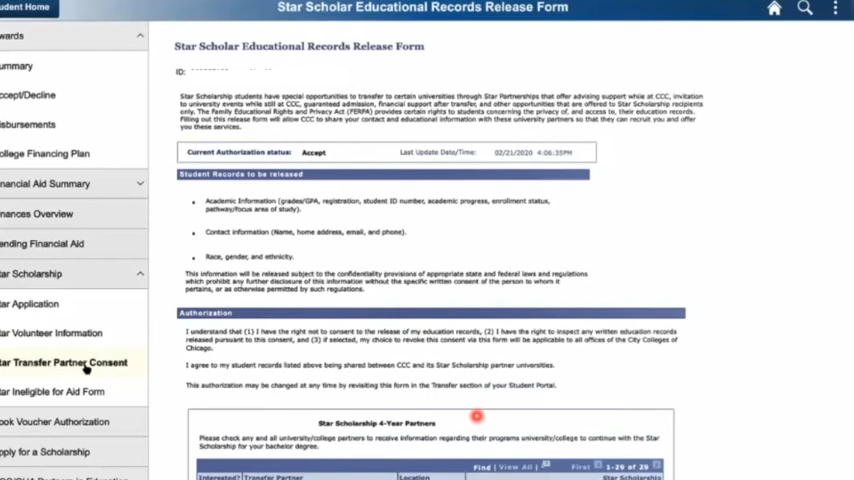 udent Home
Star Scholar Educational Records Release Form
wards
ummary
ccept/Decline
isbursements
ollege Financing Plan
nancial Aid Summary
nances Overview
ending Financial Aid
tar Scholarship
tar Application
tar Volunteer Information
tar Transfer Partner Consent
tar Ineligible for Aid Form
ook Voucher Authorization
pply for a Scholarship
Star Scholar Educational Records Release Form
ID:
Star Scholarship students have special opportunities to transfer to certain universities through Star Partnerships that offer advising support while at CCC, invitation
to university events while still at CCC, guaranteed admission, financial support after transfer, and other opportunities that are offered to Star Scholarship recipients
only. The Family Educational Rights and Privacy Act (FERPA) provides certain rights to students concerning the privacy of, and access to, their education records.
Filling out this release form will allow CCC to share your contact and educational information with these university partners so that they can recruit you and offer
you these services.
Current Authorization status: Accept Last Update Date/Time: 02/21/2020 4:06:35PM
Student Records to be released
• Academic Information (grades/GPA, registration, student ID number, academic progress, enrollment status,
pathway/focus area of study).
• Contact information (Name, home address, email, and phone).
• Race, gender, and ethnicity.
This information will be released subject to the confidentiality provisions of appropriate state and federal laws and regulations
which prohibit any further disclosure of this information without the specific written consent of the person to whom it
pertains, or as otherwise permitted by such regulations.
Authorization
I understand that (1) I have the right not to consent to the release of my education records, (2) I have the right to inspect any written education records
released pursuant to this consent, and (3) if selected, my choice to revoke this consent via this form will be applicable to all offices of the City Colleges of
Chicago.
I agree to my student records listed above being shared between CCC and its Star Scholarship partner universities.
This authorization may be changed at any time by revisiting this form in the Transfer section of your Student Portal.
Star Scholarship 4-Year Partners
Please check any and all university/college partners to receive information regarding their programs university/college to continue with the Star
Scholarship for your bachelor degree.
Find | View All | First 1-29 of 29
Interested? Transfer Partner Location Star Scholarship